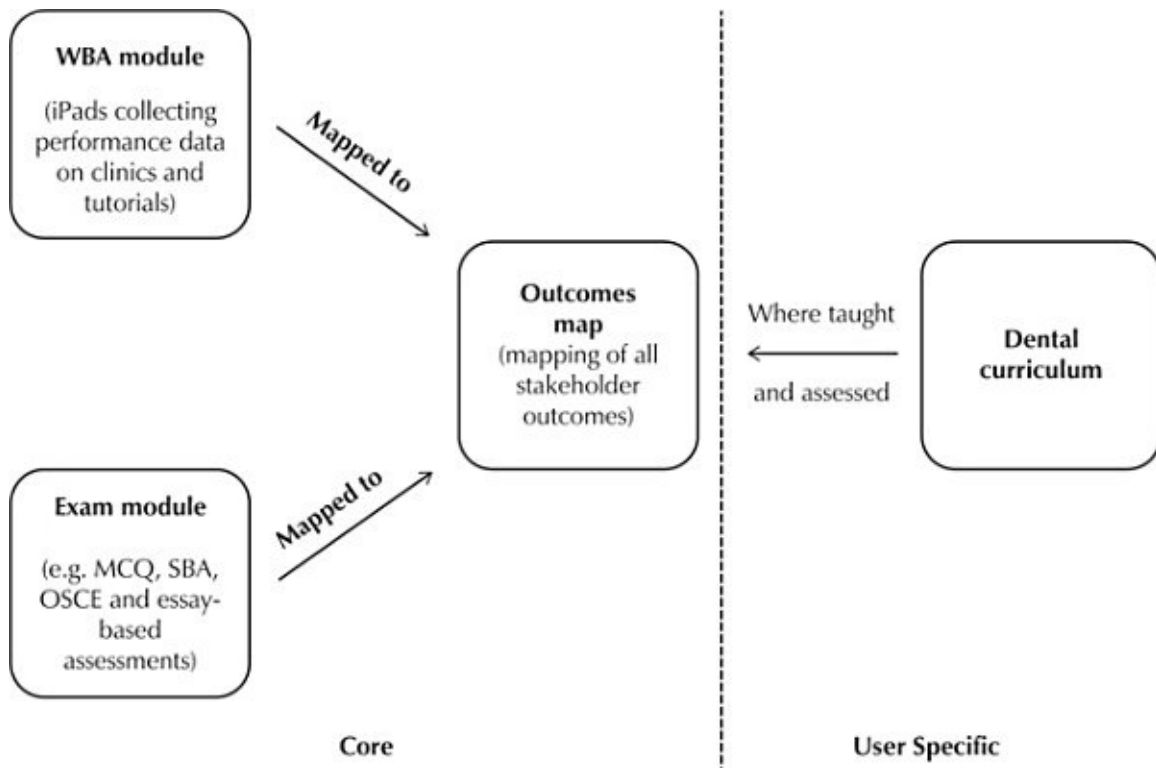 WBA module
(iPads collecting
performance data
on clinics and
tutorials)
Mapped to
Outcomes
map
(mapping of all
stakeholder
outcomes)
Where taught
and assessed
Dental
curriculum
Exam module
(e.g. MCQ, SBA,
OSCE and essay-
based
assessments)
Mapped to
Core
User Specific